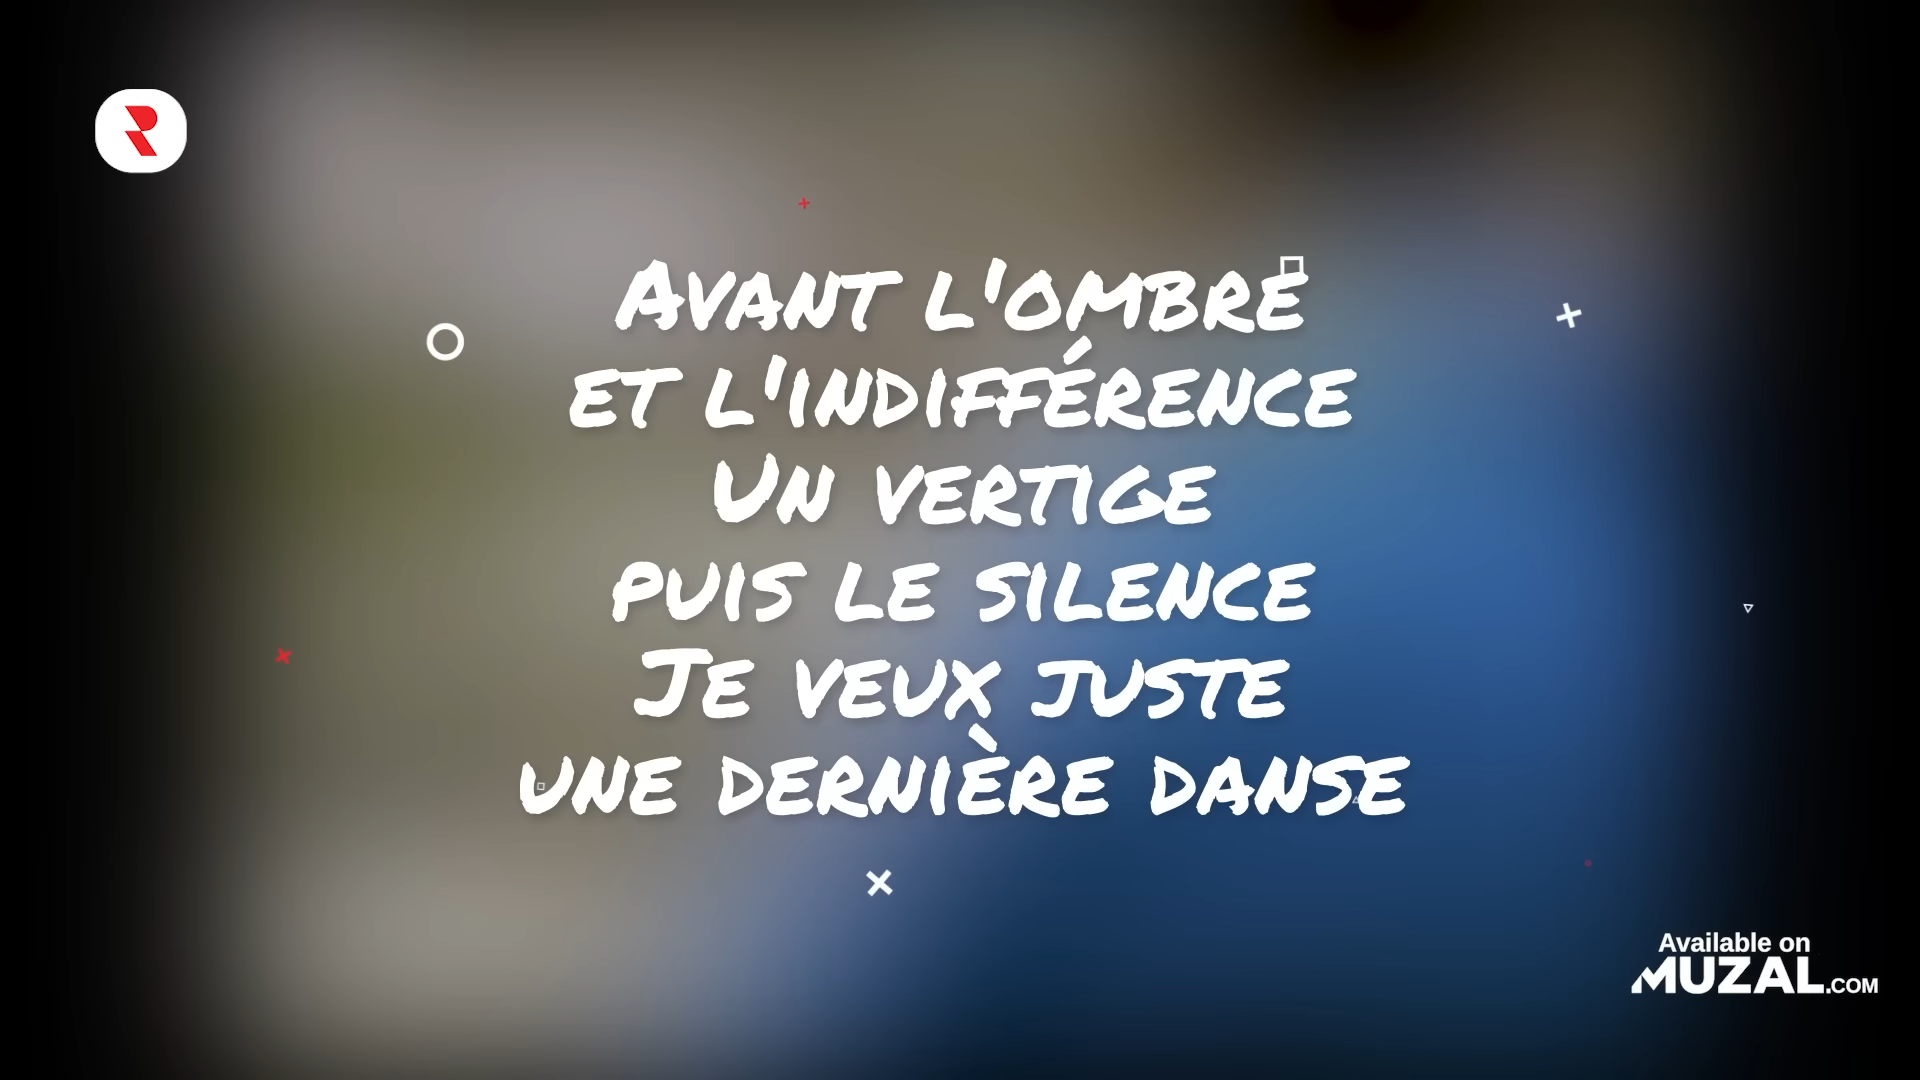 Avant l'ombre
et l'indifférence
Un vertige
puis le silence
Je veux juste
une dernière danse
Available on
MUZAL.COM